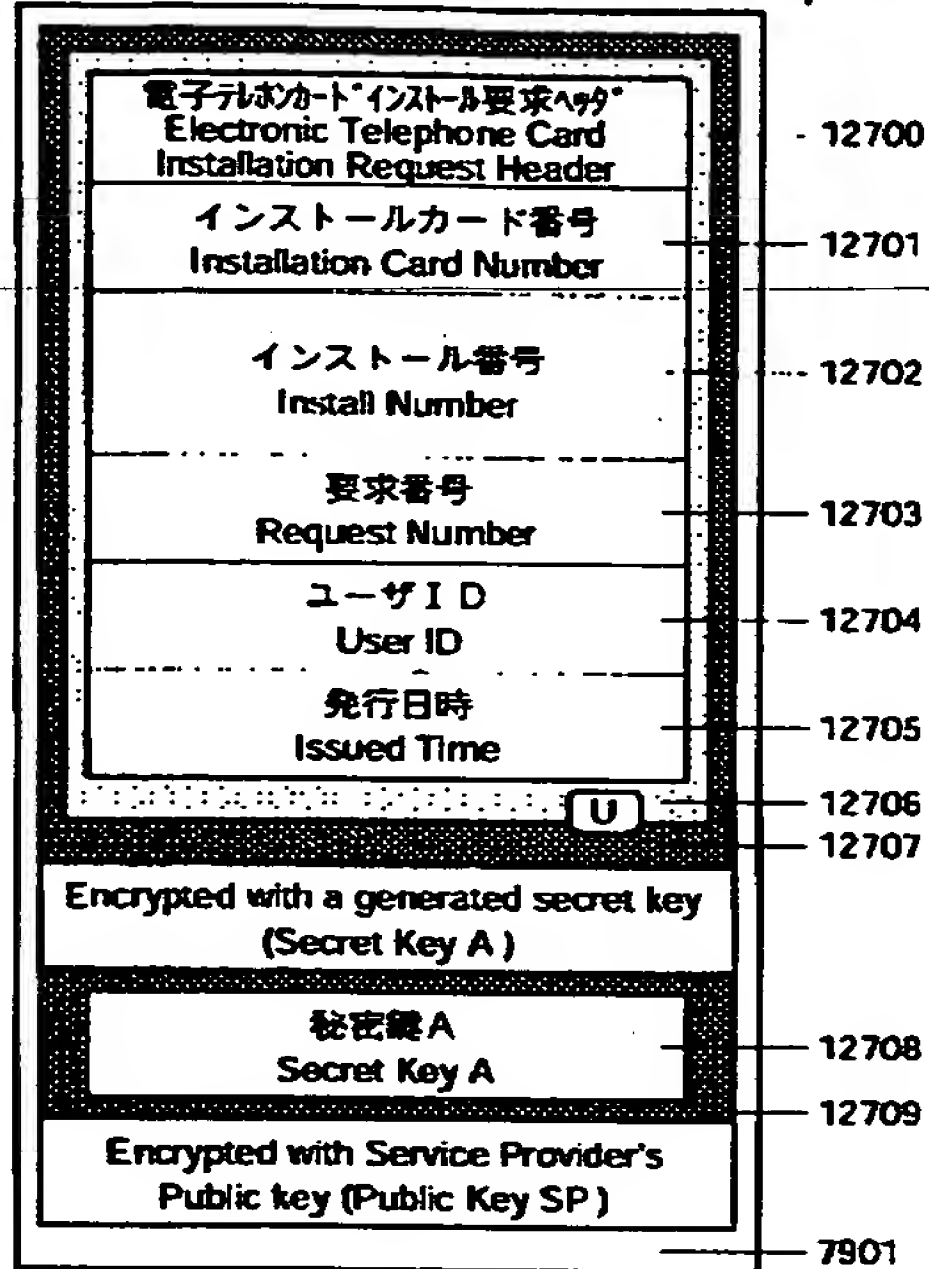 電子テレホンカード インストール要求ヘッダ
Electronic Telephone Card
Installation Request Header
12700
インストールカード番号
Installation Card Number
12701
インストール番号
Install Number
12702
要求番号
Request Number
12703
ユーザID
User ID
12704
発行日時
Issued Time
12705
U
12706
12707
Encrypted with a generated secret key
(Secret Key A)
秘密鍵A
Secret Key A
12708
12709
Encrypted with Service Provider's
Public key (Public Key SP)
7901